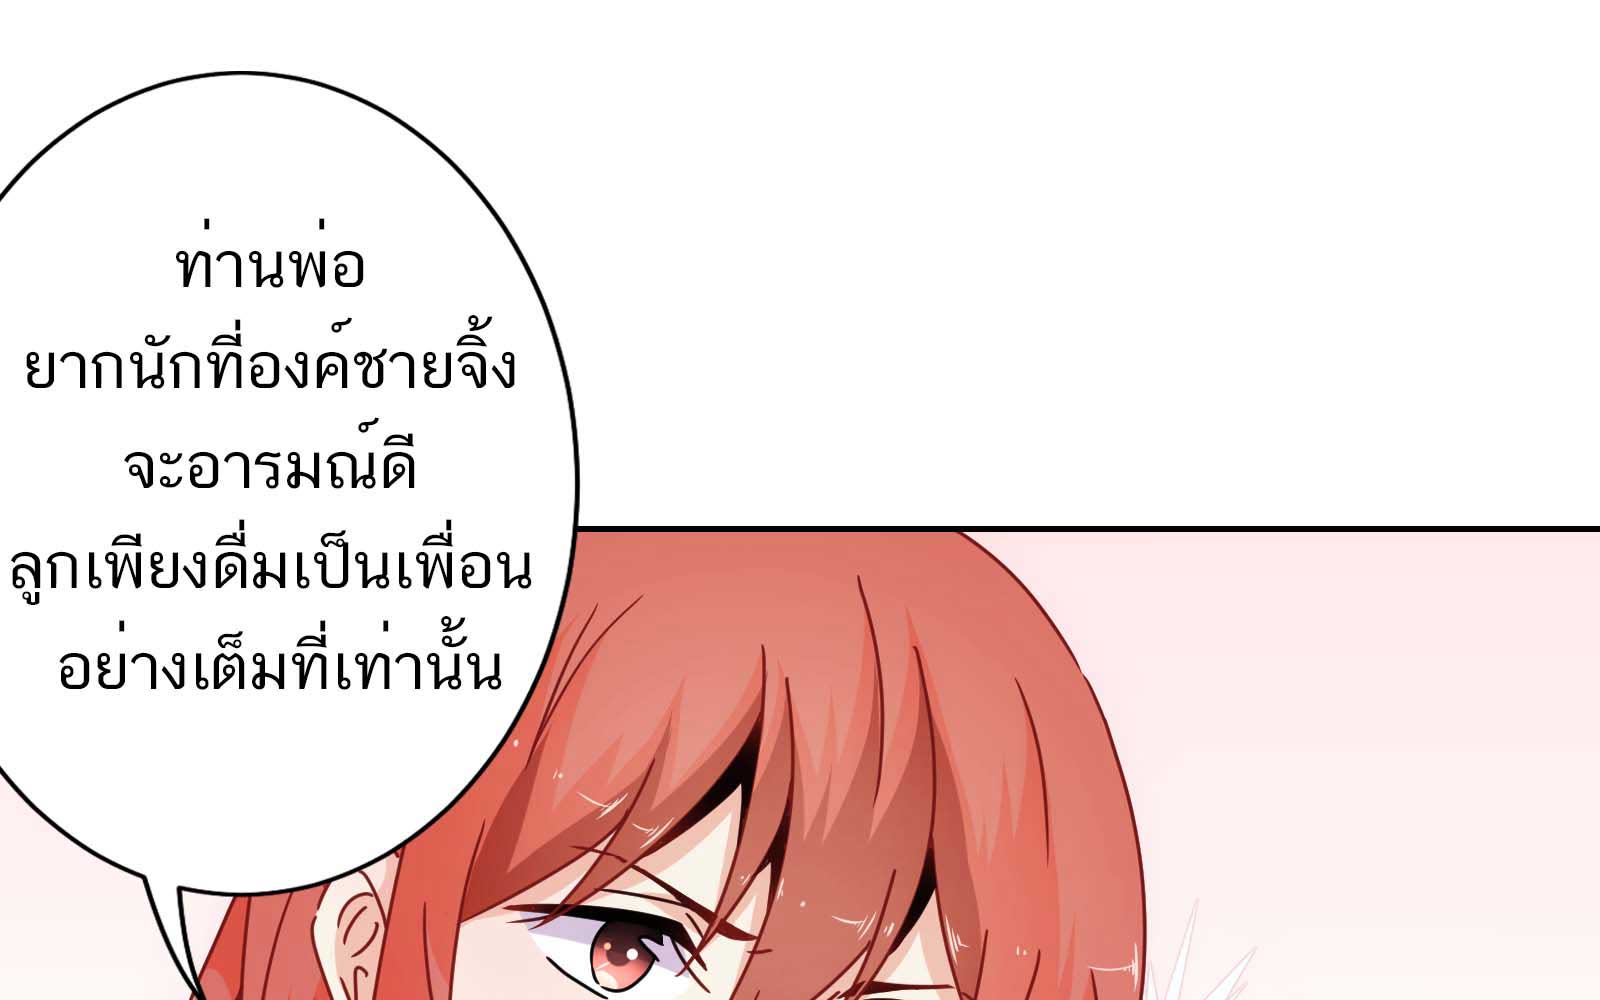 ท่านพ่อ
ยากนักที่องค์ชายจิ้ง
จะอารมณ์ดี
ลูกเพียงดื่มเป็นเพื่อน
อย่างเต็มที่เท่านั้น